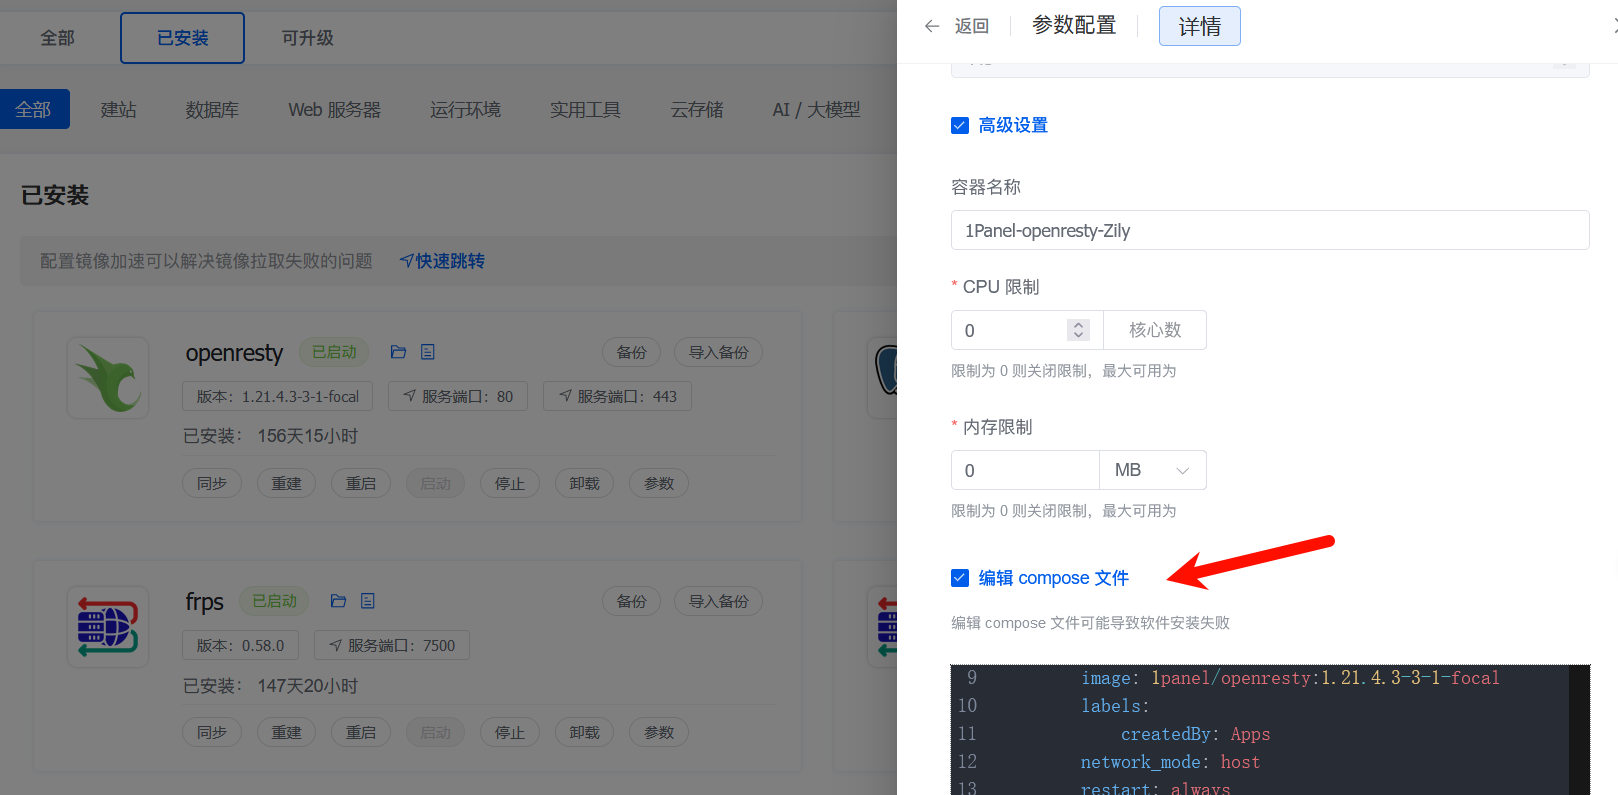 全部 已安装 可升级
全部 建站 数据库 Web 服务器 运行环境 实用工具 云存储 AI / 大模型
已安装
配置镜像加速可以解决镜像拉取失败的问题 快速跳转
openresty 已启动 备份 导入备份
版本：1.21.4.3-3-1-focal 服务端口：80 服务端口：443
已安装： 156天15小时
同步 重建 重启 启动 停止 卸载 参数
frps 已启动 备份 导入备份
版本：0.58.0 服务端口：7500
已安装： 147天20小时
同步 重建 重启 启动 停止 卸载 参数
返回 参数配置 详情
高级设置
容器名称
1Panel-openresty-Zily
* CPU 限制
0 核心数
限制为 0 则关闭限制，最大可用为
* 内存限制
0 MB
限制为 0 则关闭限制，最大可用为
编辑 compose 文件
编辑 compose 文件可能导致软件安装失败
9 image: 1panel/openresty:1.21.4.3-3-1-focal
10 labels:
11 createdBy: Apps
12 network_mode: host
13 restart: always